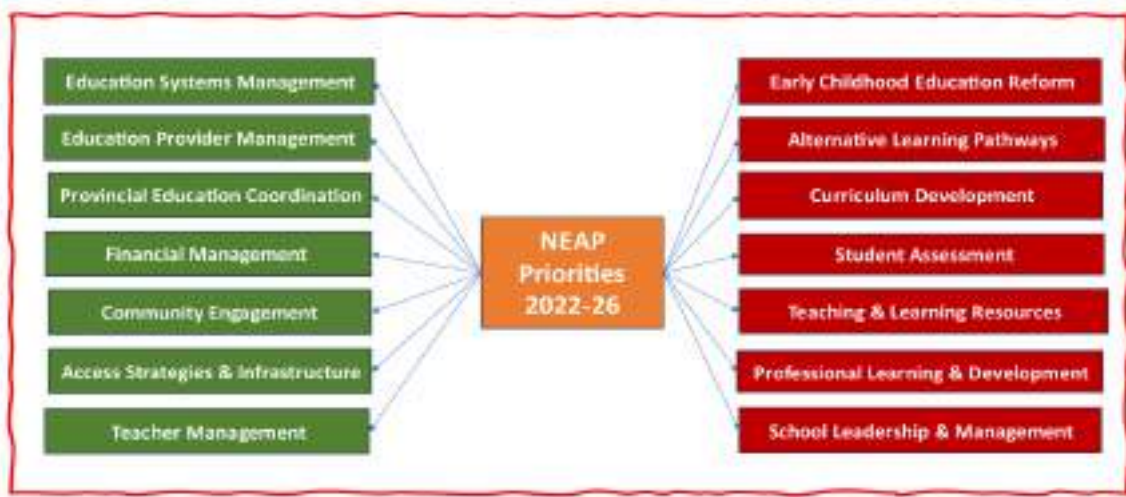 Education Systems Management
Education Provider Management
Provincial Education Coordination
Financial Management
Community Engagement
Access Strategies & Infrastructure
Teacher Management
NEAP
Priorities
2022-26
Early Childhood Education Reform
Alternative Learning Pathways
Curriculum Development
Student Assessment
Teaching & Learning Resources
Professional Learning & Development
School Leadership & Management